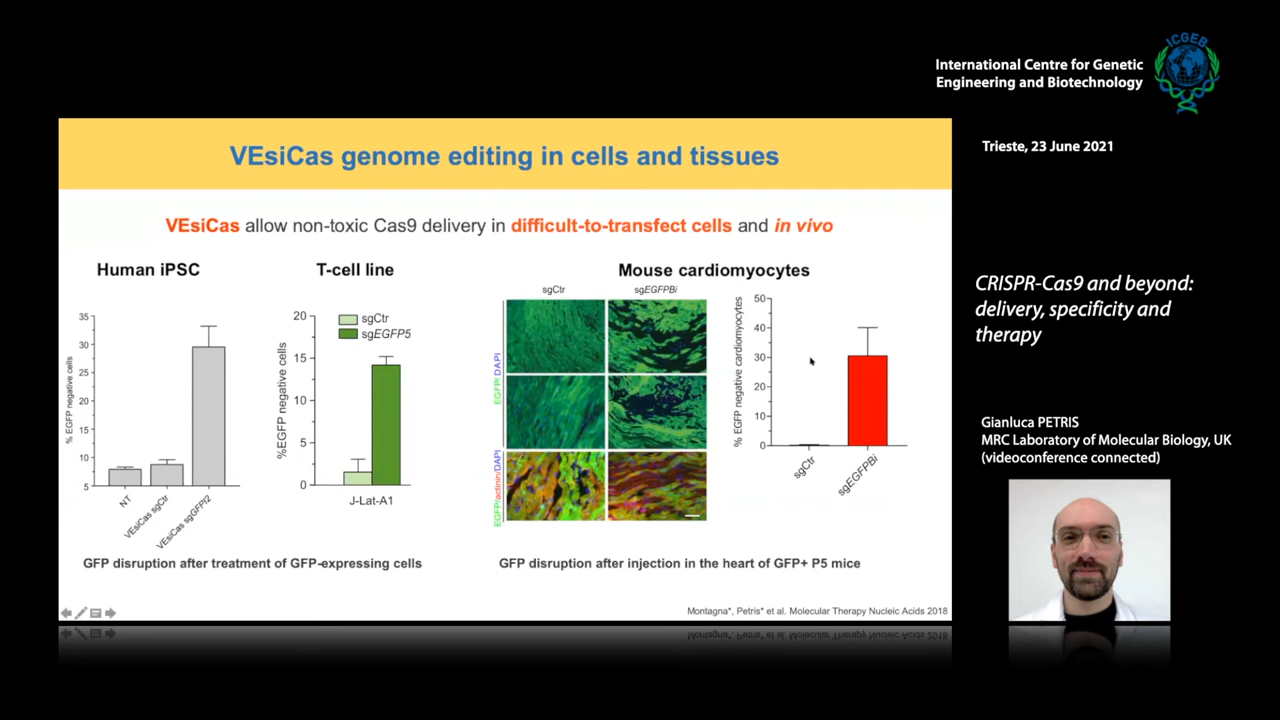 ICGEB
International Centre for Genetic
Engineering and Biotechnology
Trieste, 23 June 2021
VEsiCas genome editing in cells and tissues
VEsiCas allow non-toxic Cas9 delivery in difficult-to-transfect cells and in vivo
Human iPSC
% EGFP negative cells
35
30
25
20
15
10
5
NT
VEsiCas sgCtr
VEsiCas sgGFPI2
T-cell line
%EGFP negative cells
20
15
10
5
0
sgCtr
sgEGFP5
J-Lat-A1
GFP disruption after treatment of GFP-expressing cells
Mouse cardiomyocytes
sgCtr
sgEGFPBi
EGFP/ DAPI
EGFP/actinin/DAPI
% EGFP negative cardiomyocytes
50
40
30
20
10
0
sgCtr
sgEGFPBi
GFP disruption after injection in the heart of GFP+ P5 mice
Montagna*, Petris* et al. Molecular Therapy Nucleic Acids 2018
CRISPR-Cas9 and beyond:
delivery, specificity and
therapy
Gianluca PETRIS
MRC Laboratory of Molecular Biology, UK
(videoconference connected)